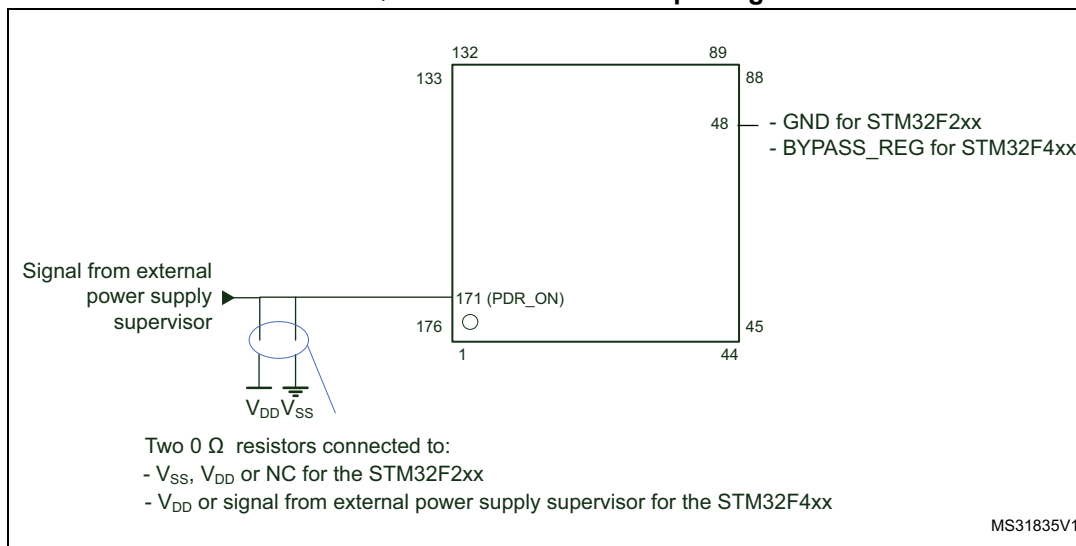 132
89
133
88
48
- GND for STM32F2xx
- BYPASS_REG for STM32F4xx
Signal from external
power supply
supervisor
171 (PDR_ON)
176
45
1
44
VDD VSS
Two 0 Ω resistors connected to:
- VSS, VDD or NC for the STM32F2xx
- VDD or signal from external power supply supervisor for the STM32F4xx
MS31835V1